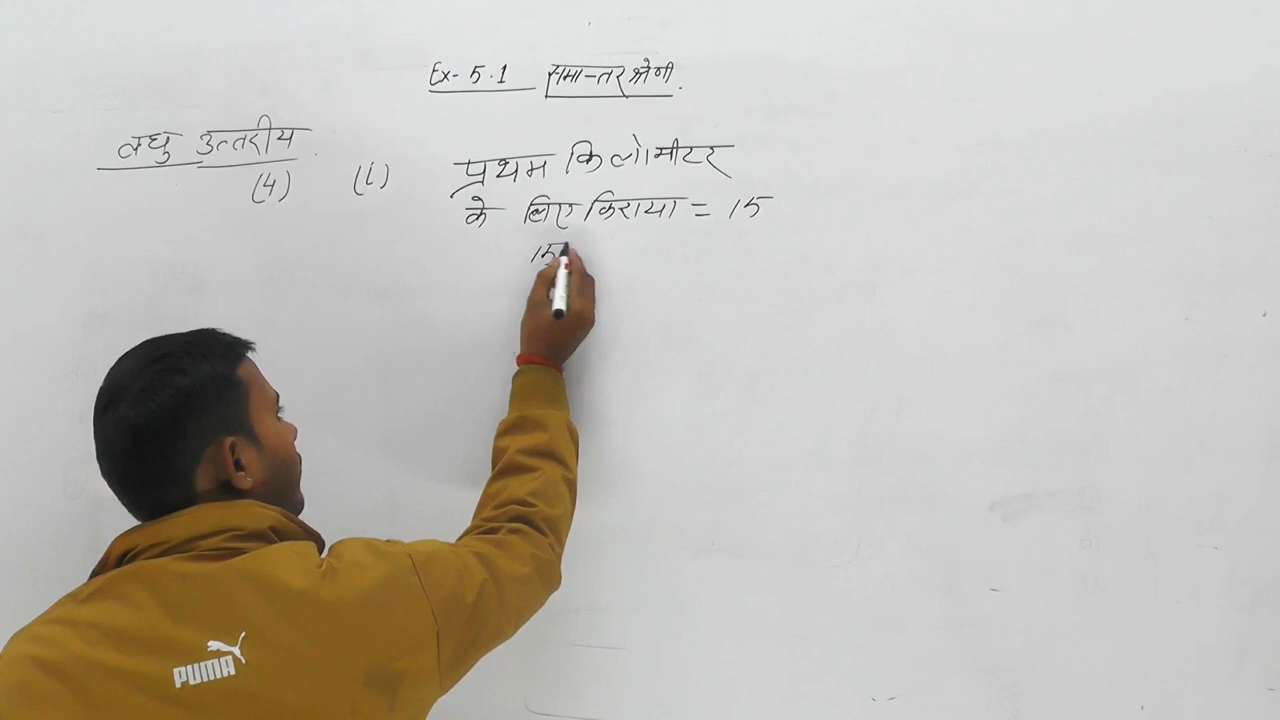 Ex- 5.1 समान्तर श्रेणी.
लघु उत्तरीय
(4) (i) प्रथम किलोमीटर
के लिए किराया = 15
15
PUMA